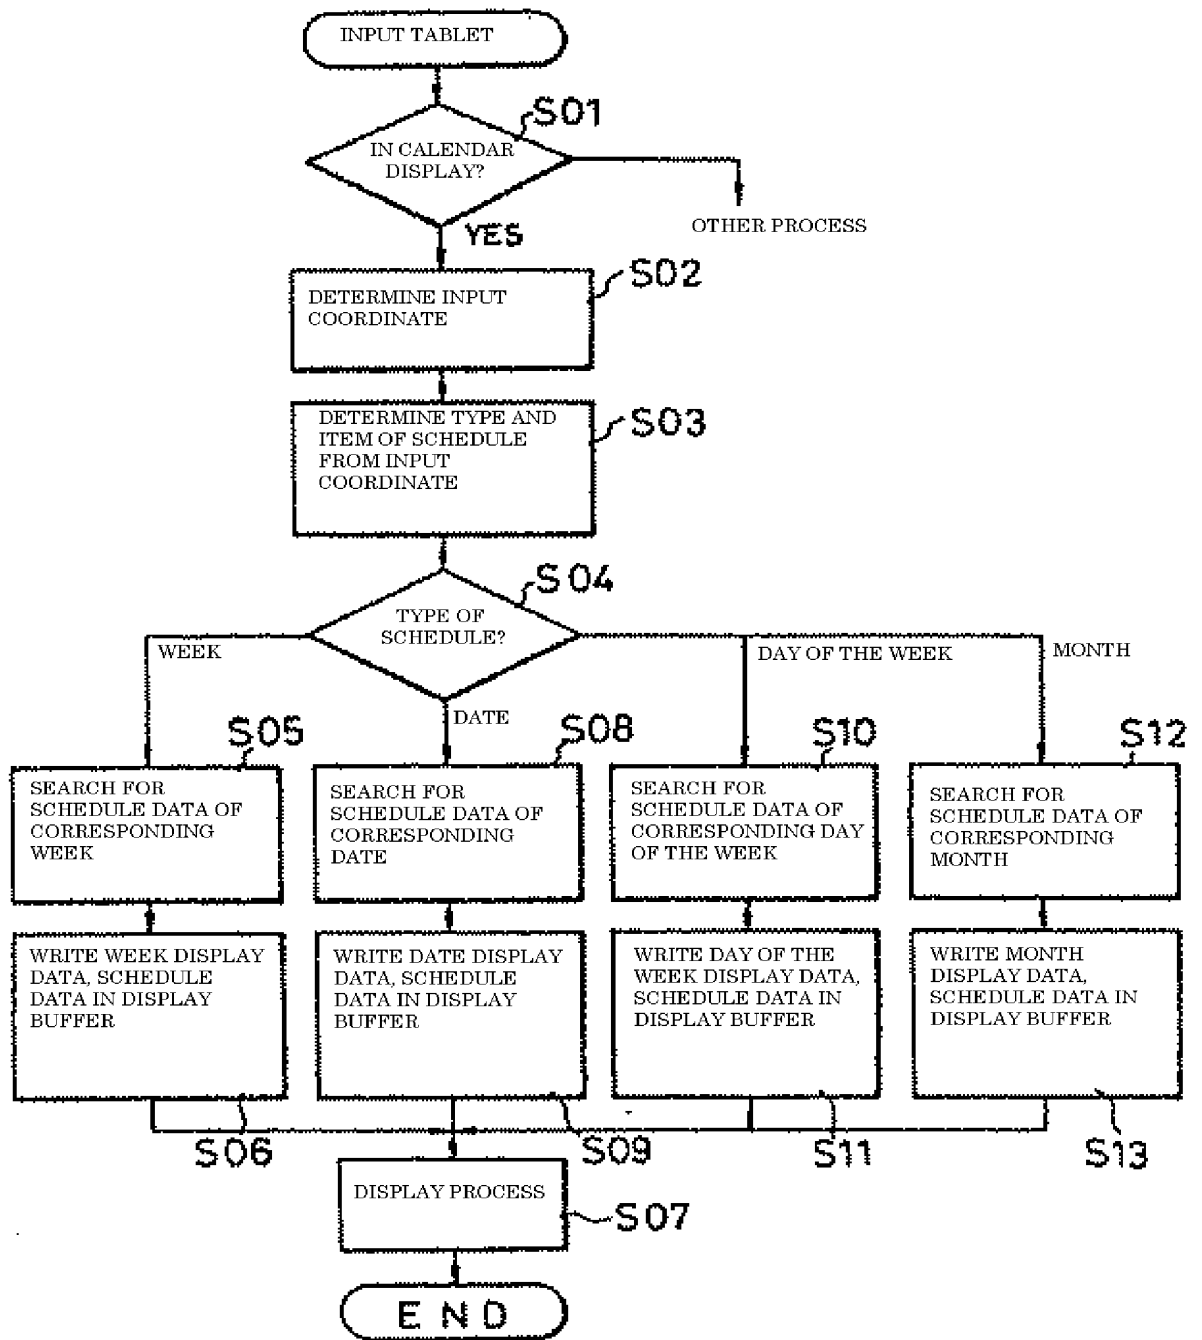 INPUT TABLET
S01
IN CALENDAR
DISPLAY?
OTHER PROCESS
YES
S02
DETERMINE INPUT
COORDINATE
S03
DETERMINE TYPE AND
ITEM OF SCHEDULE
FROM INPUT
COORDINATE
S04
TYPE OF
SCHEDULE?
WEEK
DATE
DAY OF THE WEEK
MONTH
S05
SEARCH FOR
SCHEDULE DATA OF
CORRESPONDING
WEEK
S08
SEARCH FOR
SCHEDULE DATA OF
CORRESPONDING
DATE
S10
SEARCH FOR
SCHEDULE DATA OF
CORRESPONDING DAY
OF THE WEEK
S12
SEARCH FOR
SCHEDULE DATA OF
CORRESPONDING
MONTH
WRITE WEEK DISPLAY
DATA, SCHEDULE
DATA IN DISPLAY
BUFFER
S06
WRITE DATE DISPLAY
DATA, SCHEDULE
DATA IN DISPLAY
BUFFER
S09
WRITE DAY OF THE
WEEK DISPLAY DATA,
SCHEDULE DATA IN
DISPLAY BUFFER
S11
WRITE MONTH
DISPLAY DATA,
SCHEDULE DATA IN
DISPLAY BUFFER
S13
DISPLAY PROCESS
S07
END